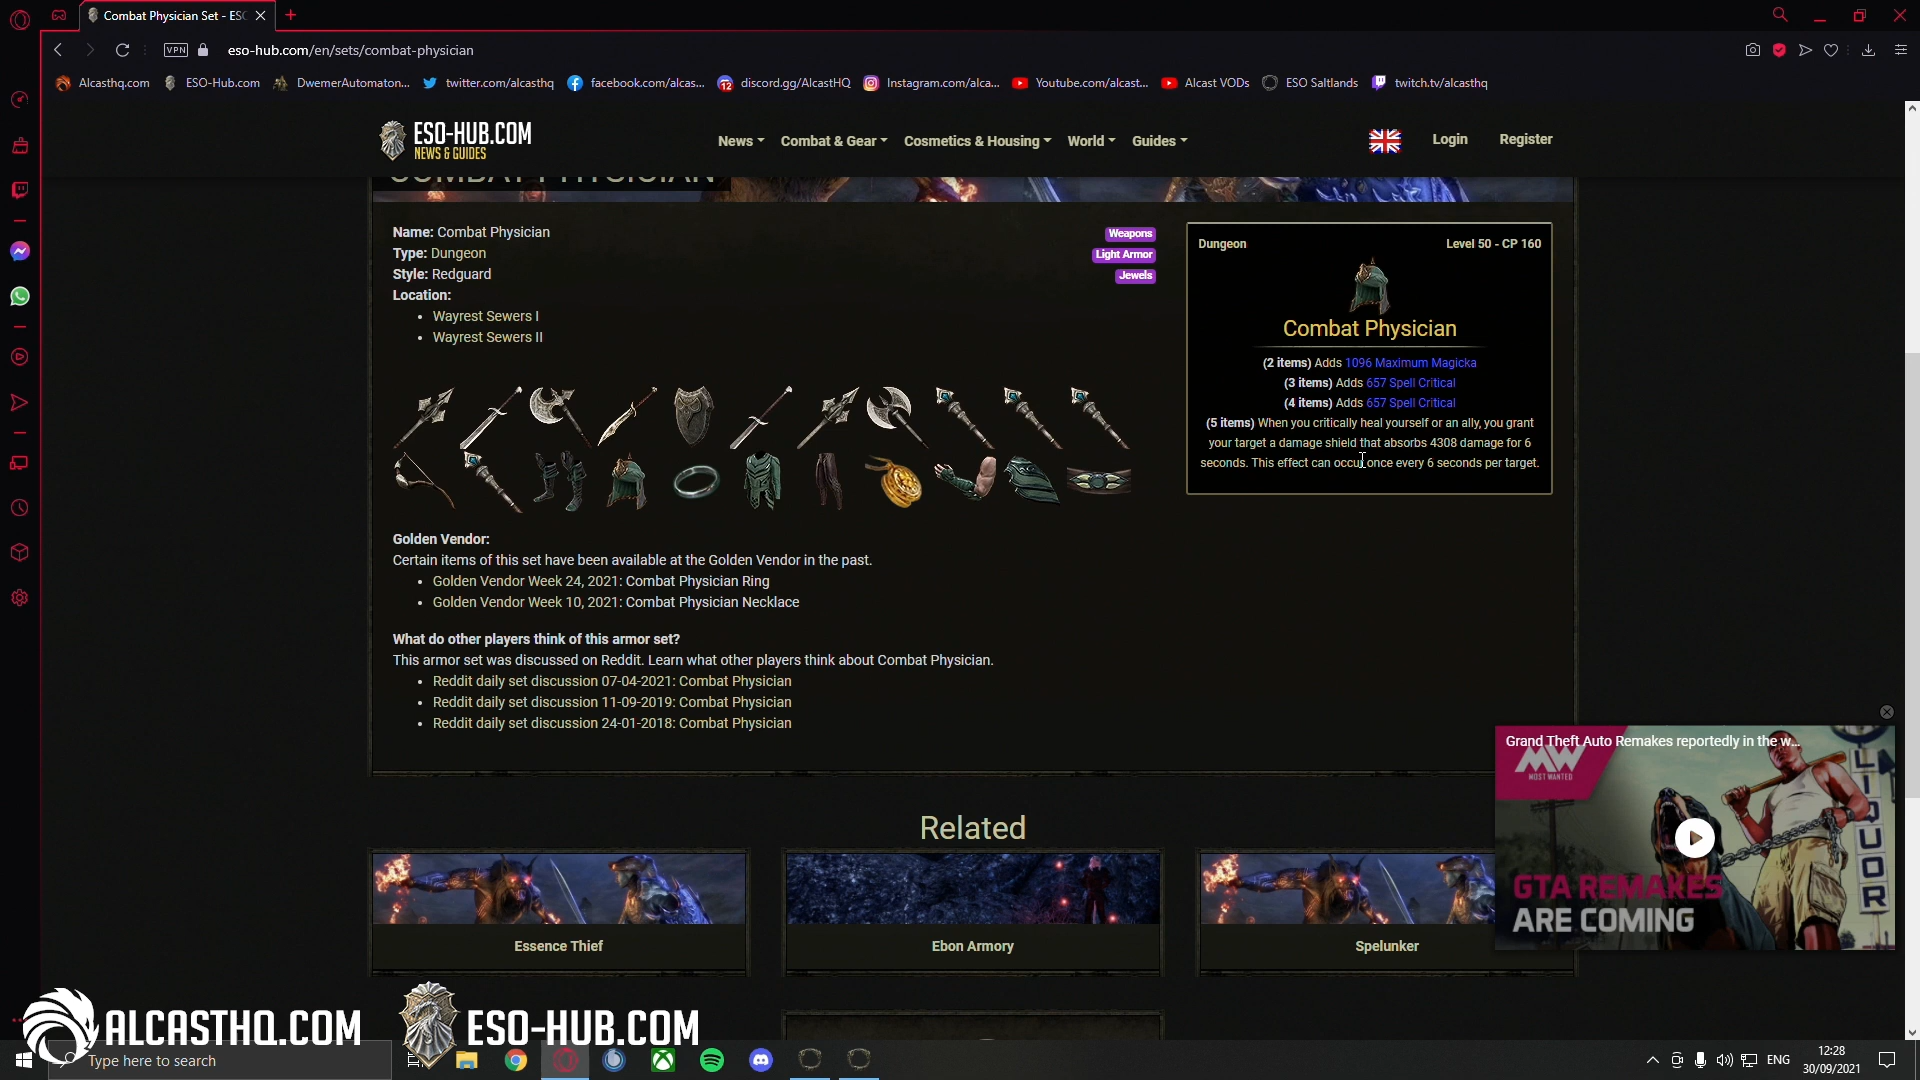 Combat Physician Set - ESO
eso-hub.com/en/sets/combat-physician
VPN
Alcasthq.com
ESO-Hub.com
DwemerAutomaton...
twitter.com/alcasthq
facebook.com/alcas...
12
discord.gg/AlcastHQ
Instagram.com/alca...
Youtube.com/alcast...
Alcast VODs
ESO Saltlands
twitch.tv/alcasthq
ESO-HUB.COM
NEWS & GUIDES
News
Combat & Gear
Cosmetics & Housing
World
Guides
Login
Register
COMBAT PHYSICIAN
Name: Combat Physician
Type: Dungeon
Style: Redguard
Location:
Wayrest Sewers I
Wayrest Sewers II
Weapons
Light Armor
Jewels
Dungeon
Level 50 - CP 160
Combat Physician
(2 items) Adds 1096 Maximum Magicka
(3 items) Adds 657 Spell Critical
(4 items) Adds 657 Spell Critical
(5 items) When you critically heal yourself or an ally, you grant
your target a damage shield that absorbs 4308 damage for 6
seconds. This effect can occur once every 6 seconds per target.
Golden Vendor:
Certain items of this set have been available at the Golden Vendor in the past.
Golden Vendor Week 24, 2021: Combat Physician Ring
Golden Vendor Week 10, 2021: Combat Physician Necklace
What do other players think of this armor set?
This armor set was discussed on Reddit. Learn what other players think about Combat Physician.
Reddit daily set discussion 07-04-2021: Combat Physician
Reddit daily set discussion 11-09-2019: Combat Physician
Reddit daily set discussion 24-01-2018: Combat Physician
Related
Essence Thief
Ebon Armory
Spelunker
Grand Theft Auto Remakes reportedly in the w...
MW
MOST WANTED
LIQUOR
GTA REMAKES
ARE COMING
ALCASTHQ.COM
ESO-HUB.COM
Type here to search
ENG
12:28
30/09/2021